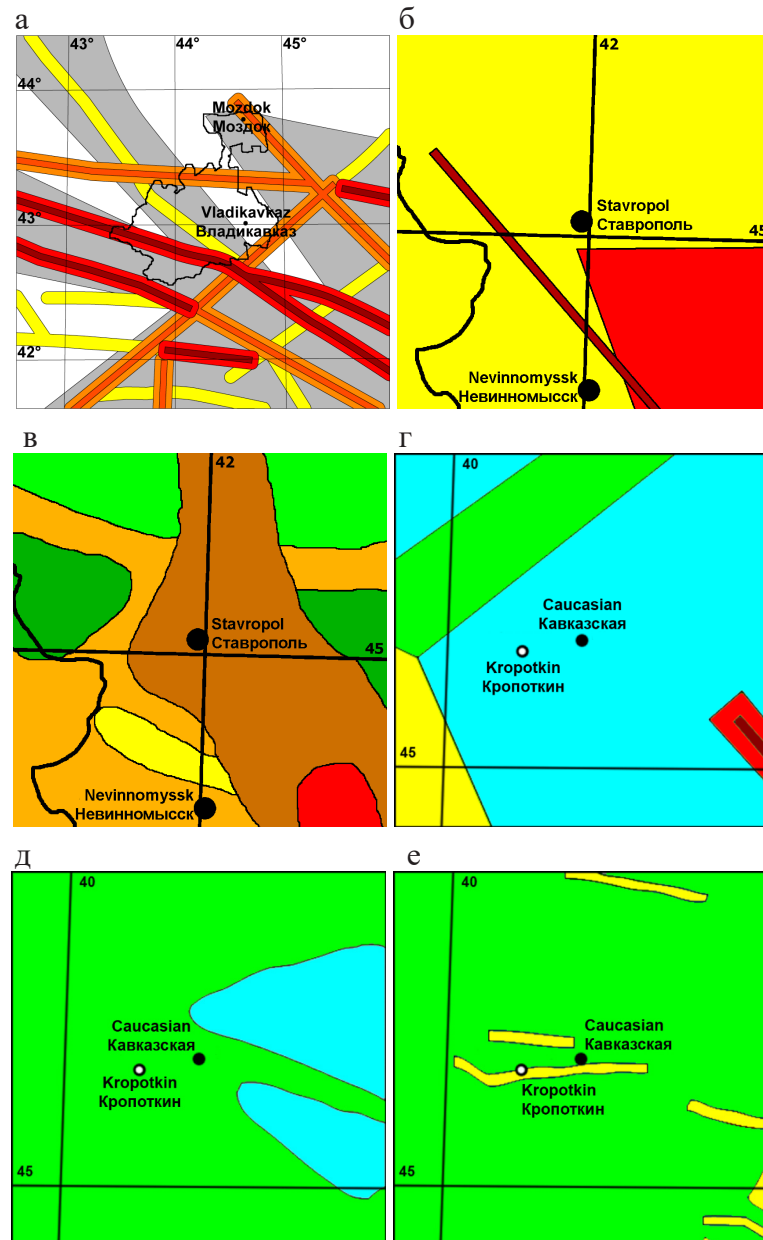 а
43°
44°
45°
44°
Mozdok
Моздок
Vladikavkaz
Владикавказ
43°
42°
б
42
Stavropol
Ставрополь
45
Nevinnomyssk
Невинномысск
в
42
Stavropol
Ставрополь
45
Nevinnomyssk
Невинномысск
г
40
Caucasian
Кавказская
Kropotkin
Кропоткин
45
д
40
Caucasian
Кавказская
Kropotkin
Кропоткин
45
е
40
Caucasian
Кавказская
Kropotkin
Кропоткин
45